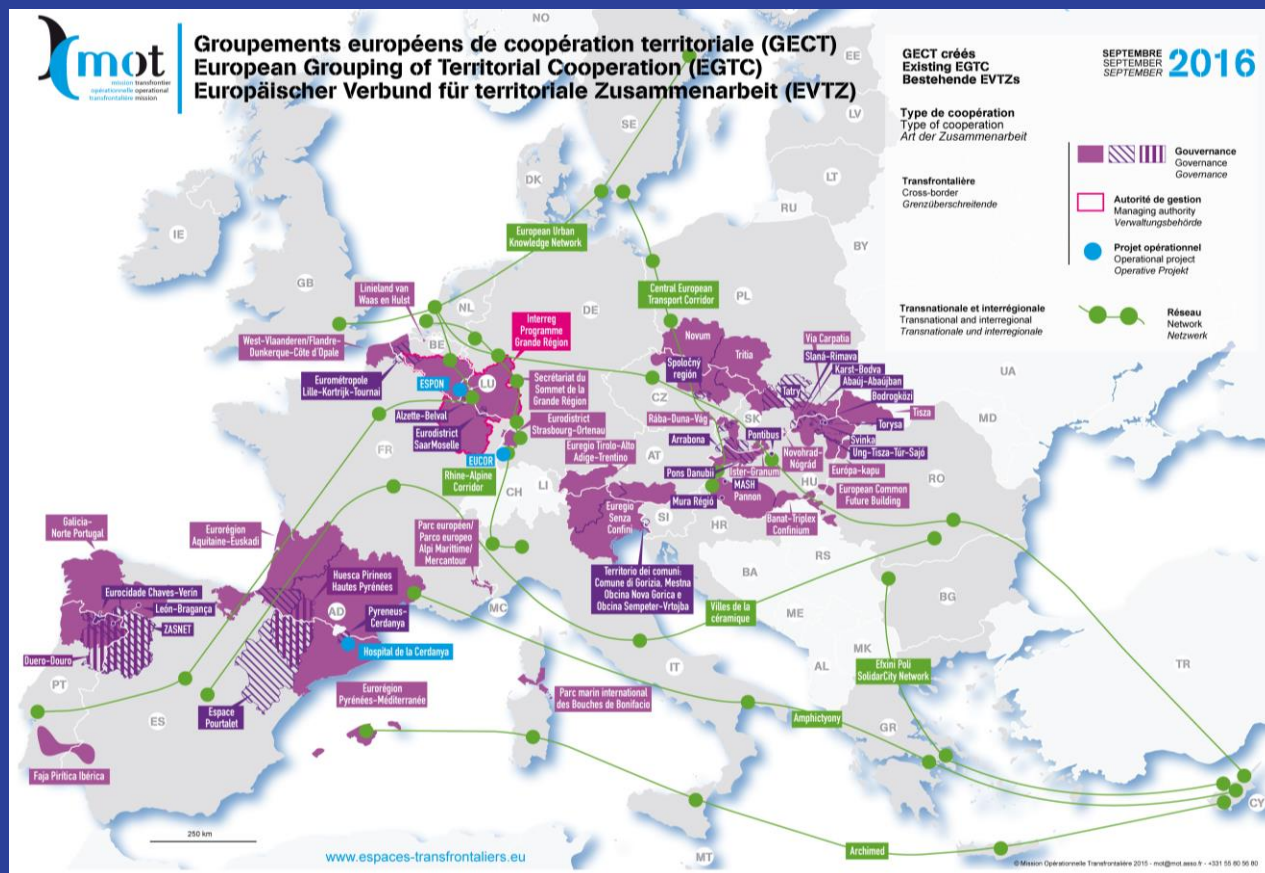 mot
mission transfrontier
opérationnelle operational
transfrontalière mission
Groupements européens de coopération territoriale (GECT)
European Grouping of Territorial Cooperation (EGTC)
Europäischer Verbund für territoriale Zusammenarbeit (EVTZ)
GECT créés
Existing EGTC
Bestehende EVTZs
SEPTEMBRE
SEPTEMBER
SEPTEMBER
2016
Type de coopération
Type of cooperation
Art der Zusammenarbeit
Gouvernance
Governance
Governance
Transfrontalière
Cross-border
Grenzüberschreitende
Autorité de gestion
Managing authority
Verwaltungsbehörde
Projet opérationnel
Operational project
Operative Projekt
Transnationale et interrégionale
Transnational and interregional
Transnationale und interregionale
Réseau
Network
Netzwerk
NO
SE
EE
LV
LT
RU
BY
DK
IE
GB
NL
BE
DE
PL
UA
LU
CZ
SK
MD
FR
CH
LI
AT
HU
RO
SI
HR
RS
BA
ME
BG
MK
AL
IT
MC
AD
PT
ES
GR
TR
CY
MT
European Urban
Knowledge Network
Central European
Transport Corridor
Linieland van
Waas en Hulst
West-Vlaanderen/Flandre-
Dunkerque-Côte d'Opale
Eurométropole
Lille-Kortrijk-Tournai
Interreg
Programme
Grande Région
ESPON
Secrétariat du
Sommet de la
Grande Région
Alzette-Belval
Eurodistrict
SaarMoselle
Eurodistrict
Strasbourg-Ortenau
EUCOR
Rhine-Alpine
Corridor
Novum
Tritia
Spoločný
región
Via Carpatia
Slaná-Rimava
Karst-Bodva
Abaúj-Abaújban
Bodrogközi
Tatry
Tisza
Torysa
Svinka
Ung-Tisza-Túr-Sajó
Rába-Duna-Vág
Arrabona
Pontibus
Pons Danubii
Ister-Granum
Novohrad-
Nógrád
Európa-kapu
MASH
Pannon
European Common
Future Building
Mura Régió
Banat-Triplex
Confinium
Euregio Tirolo-Alto
Adige-Trentino
Euregio
Senza
Confini
Territorio dei comuni:
Comune di Gorizia, Mestna
Obcina Nova Gorica e
Obcina Sempeter-Vrtojba
Parc européen/
Parco europeo
Alpi Marittime/
Mercantour
Villes de la
céramique
Galicia-
Norte Portugal
Eurorégion
Aquitaine-Euskadi
Huesca Pirineos
Hautes Pyrénées
Eurocidade Chaves-Verin
León-Bragança
ZASNET
Duero-Douro
Pyreneus-
Cerdanya
Hospital de la Cerdanya
Espace
Pourtalet
Eurorégion
Pyrénées-Méditerranée
Parc marin international
des Bouches de Bonifacio
Faja Pirítica Ibérica
Efxini Poli
SolidarCity Network
Amphictyony
Archimed
250 km
www.espaces-transfrontaliers.eu
© Mission Opérationnelle Transfrontalière 2015 - mot@mot.asso.fr - +331 55 80 56 80